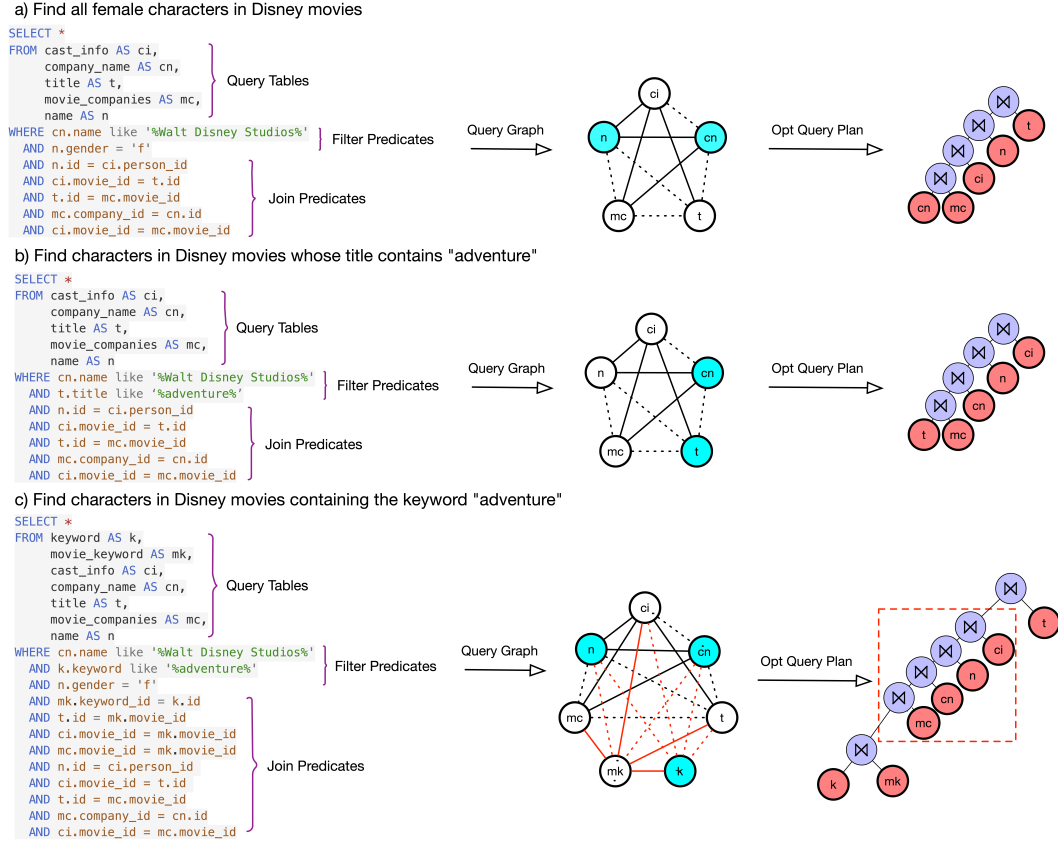 a) Find all female characters in Disney movies
SELECT *
FROM cast_info AS ci,
company_name AS cn,
title AS t,
movie_companies AS mc,
name AS n
Query Tables
WHERE cn.name like '%Walt Disney Studios%'
AND n.gender = 'f'
Filter Predicates
AND n.id = ci.person_id
AND ci.movie_id = t.id
AND t.id = mc.movie_id
AND mc.company_id = cn.id
AND ci.movie_id = mc.movie_id
Join Predicates
Query Graph
ci
n
cn
mc
t
Opt Query Plan
⋈
⋈
t
⋈
n
⋈
ci
cn
mc
b) Find characters in Disney movies whose title contains "adventure"
SELECT *
FROM cast_info AS ci,
company_name AS cn,
title AS t,
movie_companies AS mc,
name AS n
Query Tables
WHERE cn.name like '%Walt Disney Studios%'
AND t.title like ‘%adventure%’
Filter Predicates
AND n.id = ci.person_id
AND ci.movie_id = t.id
AND t.id = mc.movie_id
AND mc.company_id = cn.id
AND ci.movie_id = mc.movie_id
Join Predicates
Query Graph
ci
n
cn
mc
t
Opt Query Plan
⋈
⋈
ci
⋈
n
⋈
cn
t
mc
c) Find characters in Disney movies containing the keyword "adventure"
SELECT *
FROM keyword AS k,
movie_keyword AS mk,
cast_info AS ci,
company_name AS cn,
title AS t,
movie_companies AS mc,
name AS n
Query Tables
WHERE cn.name like '%Walt Disney Studios%'
AND k.keyword like '%adventure%'
AND n.gender = 'f'
Filter Predicates
AND mk.keyword_id = k.id
AND t.id = mk.movie_id
AND ci.movie_id = mk.movie_id
AND mc.movie_id = mk.movie_id
AND n.id = ci.person_id
AND ci.movie_id = t.id
AND t.id = mc.movie_id
AND mc.company_id = cn.id
AND ci.movie_id = mc.movie_id
Join Predicates
Query Graph
ci
n
cn
mc
t
mk
k
Opt Query Plan
⋈
t
⋈
ci
⋈
n
⋈
cn
⋈
mc
⋈
k
mk